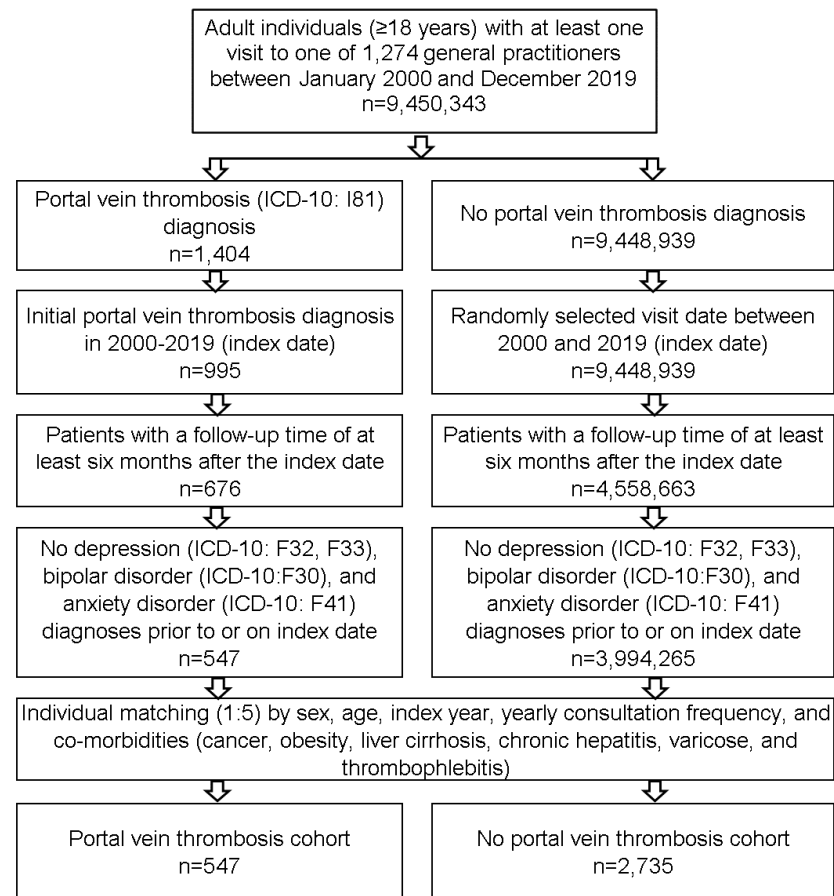 Adult individuals (≥18 years) with at least one
visit to one of 1,274 general practitioners
between January 2000 and December 2019
n=9,450,343
Portal vein thrombosis (ICD-10: I81)
diagnosis
n=1,404
No portal vein thrombosis diagnosis
n=9,448,939
Initial portal vein thrombosis diagnosis
in 2000-2019 (index date)
n=995
Randomly selected visit date between
2000 and 2019 (index date)
n=9,448,939
Patients with a follow-up time of at
least six months after the index date
n=676
Patients with a follow-up time of at least
six months after the index date
n=4,558,663
No depression (ICD-10: F32, F33),
bipolar disorder (ICD-10:F30), and
anxiety disorder (ICD-10: F41)
diagnoses prior to or on index date
n=547
No depression (ICD-10: F32, F33),
bipolar disorder (ICD-10:F30), and
anxiety disorder (ICD-10: F41)
diagnoses prior to or on index date
n=3,994,265
Individual matching (1:5) by sex, age, index year, yearly consultation frequency, and
co-morbidities (cancer, obesity, liver cirrhosis, chronic hepatitis, varicose, and
thrombophlebitis)
Portal vein thrombosis cohort
n=547
No portal vein thrombosis cohort
n=2,735